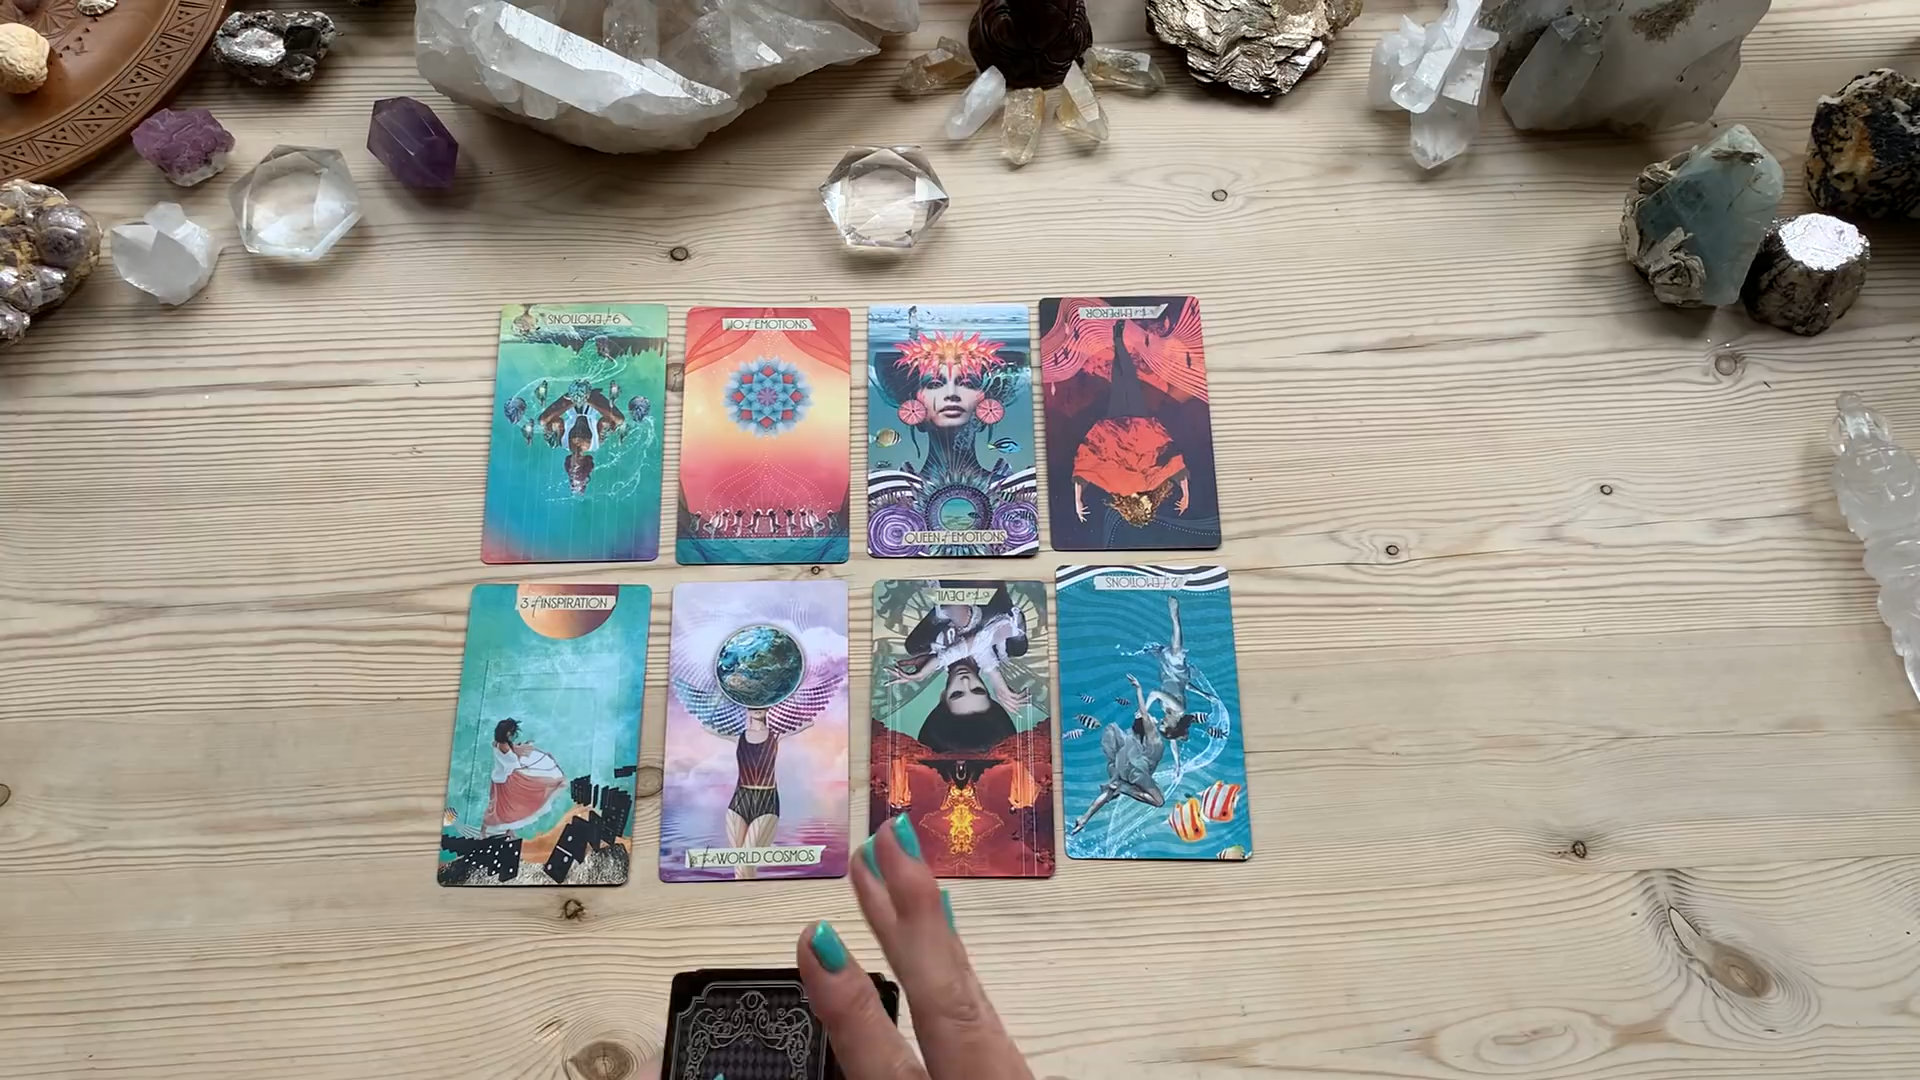 9 of EMOTIONS
10 of EMOTIONS
QUEEN of EMOTIONS
the EMPEROR
3 of INSPIRATION
the WORLD COSMOS
the DEVIL
2 of EMOTIONS